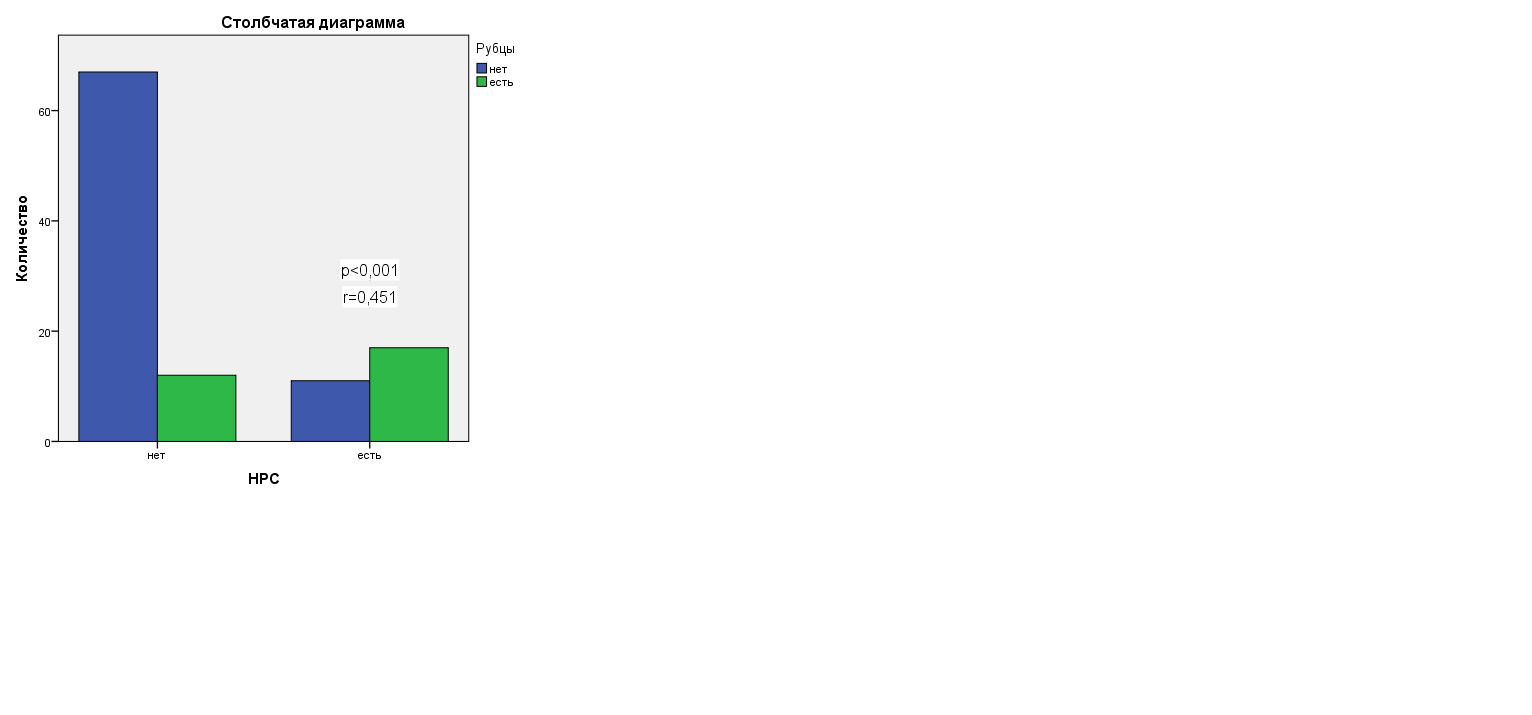 Столбчатая диаграмма
Рубцы
нет
есть
60
40
20
0
Количество
p<0,001
r=0,451
нет
есть
НРС